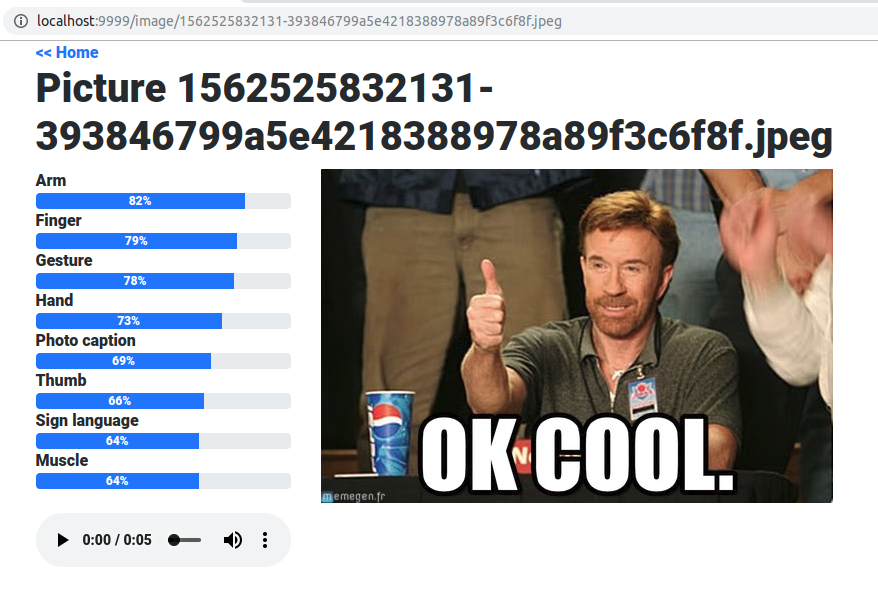 localhost:9999/image/1562525832131-393846799a5e4218388978a89f3c6f8f.jpeg
<< Home
Picture 1562525832131-
393846799a5e4218388978a89f3c6f8f.jpeg
Arm
82%
Finger
79%
Gesture
78%
Hand
73%
Photo caption
69%
Thumb
66%
Sign language
64%
Muscle
64%
0:00 / 0:05
OK COOL.
memegen.fr